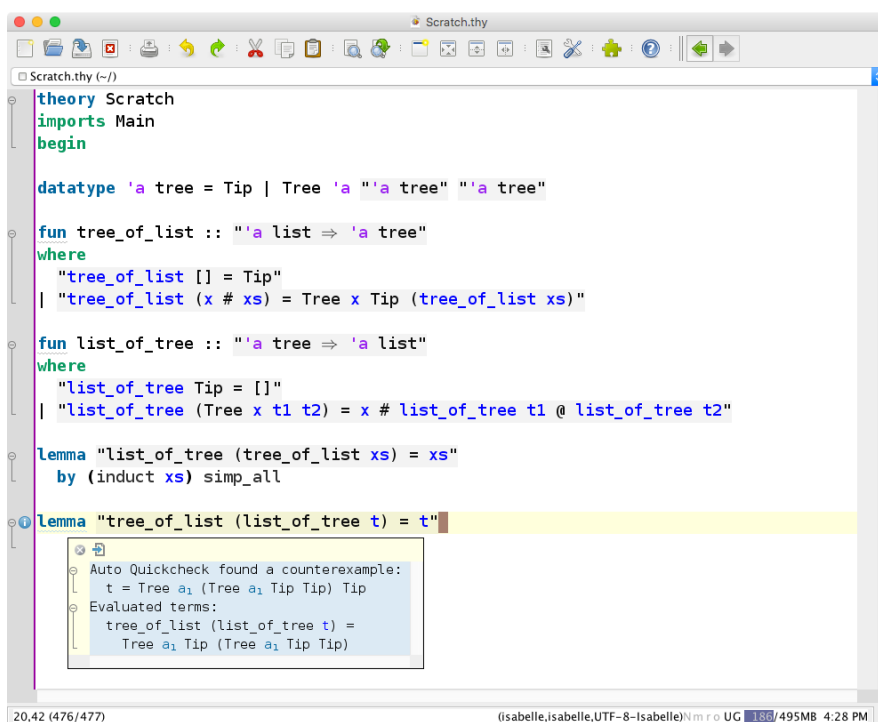 Scratch.thy
Scratch.thy (~/)
theory Scratch
imports Main
begin
datatype 'a tree = Tip | Tree 'a "'a tree" "'a tree"
fun tree_of_list :: "'a list ⇒ 'a tree"
where
"tree_of_list [] = Tip"
| "tree_of_list (x # xs) = Tree x Tip (tree_of_list xs)"
fun list_of_tree :: "'a tree ⇒ 'a list"
where
"list_of_tree Tip = []"
| "list_of_tree (Tree x t1 t2) = x # list_of_tree t1 @ list_of_tree t2"
lemma "list_of_tree (tree_of_list xs) = xs"
by (induct xs) simp_all
lemma "tree_of_list (list_of_tree t) = t"
Auto Quickcheck found a counterexample:
t = Tree a₁ (Tree a₁ Tip Tip) Tip
Evaluated terms:
tree_of_list (list_of_tree t) =
Tree a₁ Tip (Tree a₁ Tip Tip)
20,42 (476/477) (isabelle,isabelle,UTF-8-Isabelle)N m r o UG 186/495MB 4:28 PM